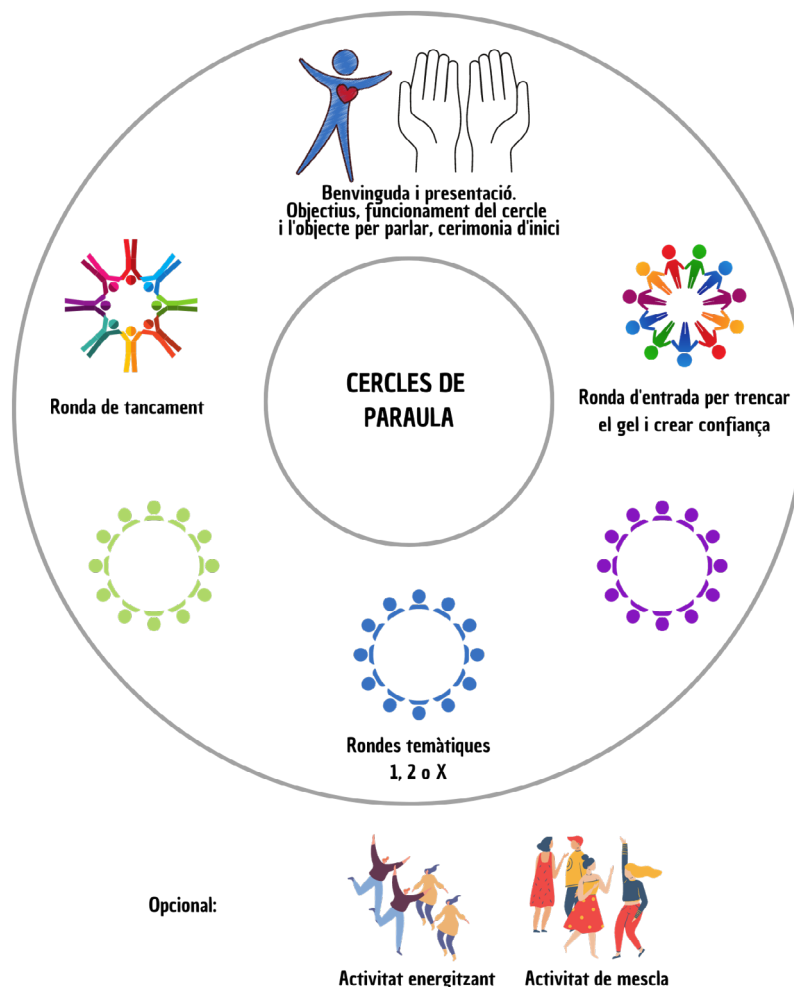 Benvinguda i presentació.
Objectius, funcionament del cercle
i l'objecte per parlar, cerimonia d'inici
Ronda de tancament
CERCLES DE
PARAULA
Ronda d'entrada per trencar
el gel i crear confiança
Rondes temàtiques
1, 2 o X
Opcional:
Activitat energitzant
Activitat de mescla